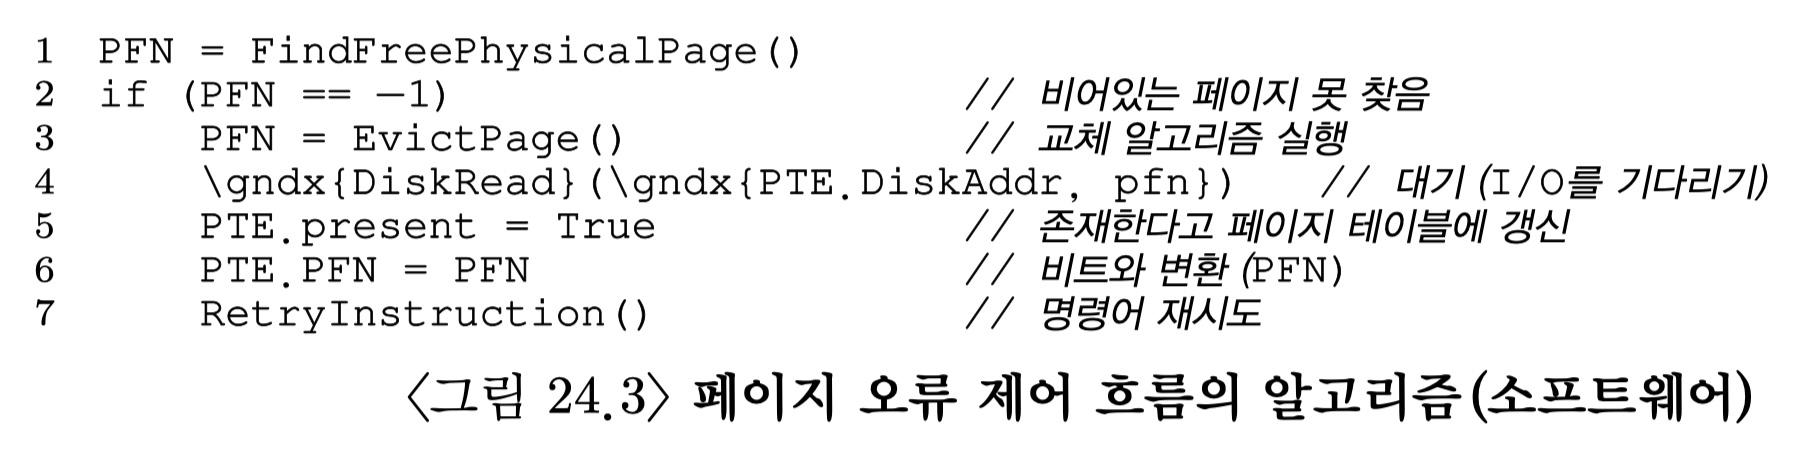 1 PFN = FindFreePhysicalPage()
2 if (PFN == −1) // 비어있는 페이지 못 찾음
3 PFN = EvictPage() // 교체 알고리즘 실행
4 \gndx{DiskRead}(\gndx{PTE.DiskAddr, pfn}) // 대기 (I/O를 기다리기)
5 PTE.present = True // 존재한다고 페이지 테이블에 갱신
6 PTE.PFN = PFN // 비트와 변환 (PFN)
7 RetryInstruction() // 명령어 재시도
〈그림 24.3〉 페이지 오류 제어 흐름의 알고리즘(소프트웨어)